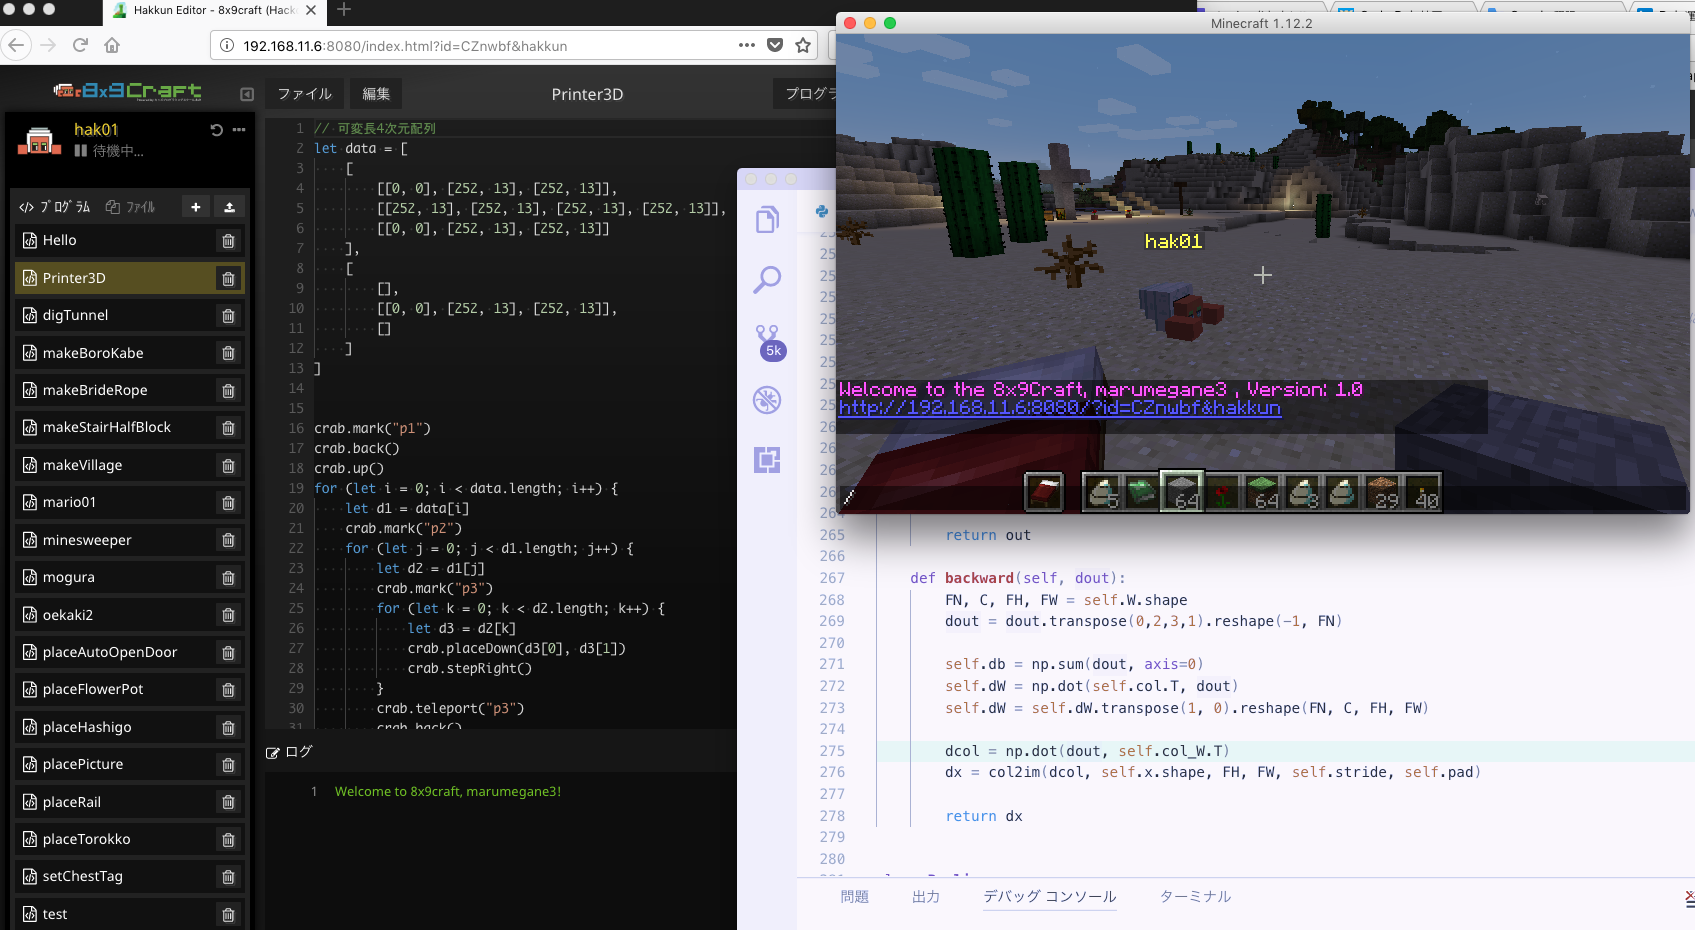 Hakkun Editor - 8x9craft (Hack
192.168.11.6:8080/index.html?id=CZnwbf&hakkun
8x9Craft
hak01
待機中...
プログラム
ファイル
Hello
Printer3D
digTunnel
makeBoroKabe
makeBrideRope
makeStairHalfBlock
makeVillage
mario01
minesweeper
mogura
oekaki2
placeAutoOpenDoor
placeFlowerPot
placeHashigo
placePicture
placeRail
placeTorokko
setChestTag
test
ファイル
編集
Printer3D
プログラ
1 // 可変長4次元配列
2 let data = [
3 [
4 [[0, 0], [252, 13], [252, 13]],
5 [[252, 13], [252, 13], [252, 13], [252, 13]],
6 [[0, 0], [252, 13], [252, 13]]
7 ],
8 [
9 [],
10 [[0, 0], [252, 13], [252, 13]],
11 []
12 ]
13 ]
14
15
16 crab.mark("p1")
17 crab.back()
18 crab.up()
19 for (let i = 0; i < data.length; i++) {
20 let d1 = data[i]
21 crab.mark("p2")
22 for (let j = 0; j < d1.length; j++) {
23 let d2 = d1[j]
24 crab.mark("p3")
25 for (let k = 0; k < d2.length; k++) {
26 let d3 = d2[k]
27 crab.placeDown(d3[0], d3[1])
28 crab.stepRight()
29 }
30 crab.teleport("p3")
31 crab.back()
ログ
1 Welcome to 8x9craft, marumegane3!
Minecraft 1.12.2
hak01
Welcome to the 8x9Craft, marumegane3 , Version: 1.0
http://192.168.11.6:8080/?id=CZnwbf&hakkun
/
5 64 64 8 29 40
5k
264
265 return out
266
267 def backward(self, dout):
268 FN, C, FH, FW = self.W.shape
269 dout = dout.transpose(0,2,3,1).reshape(-1, FN)
270
271 self.db = np.sum(dout, axis=0)
272 self.dW = np.dot(self.col.T, dout)
273 self.dW = self.dW.transpose(1, 0).reshape(FN, C, FH, FW)
274
275 dcol = np.dot(dout, self.col_W.T)
276 dx = col2im(dcol, self.x.shape, FH, FW, self.stride, self.pad)
277
278 return dx
279
280
問題
出力
デバッグ コンソール
ターミナル